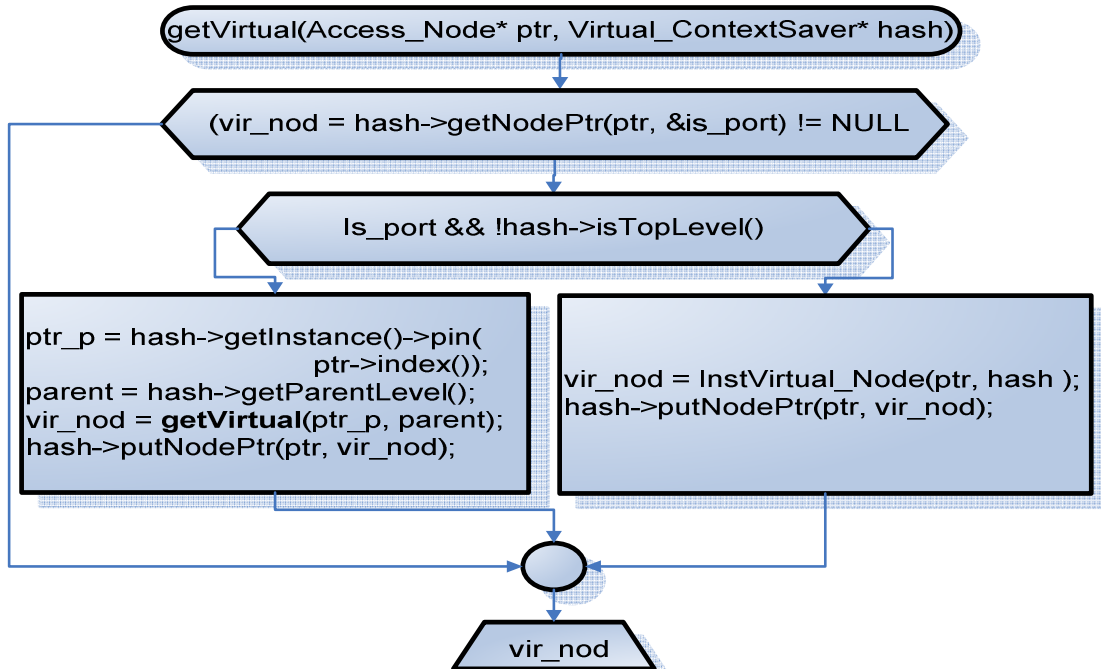 getVirtual(Access_Node* ptr, Virtual_ContextSaver* hash)
(vir_nod = hash->getNodePtr(ptr, &is_port) != NULL
Is_port && !hash->isTopLevel()
ptr_p = hash->getInstance()->pin(
ptr->index());
parent = hash->getParentLevel();
vir_nod = getVirtual(ptr_p, parent);
hash->putNodePtr(ptr, vir_nod);
vir_nod = InstVirtual_Node(ptr, hash );
hash->putNodePtr(ptr, vir_nod);
vir_nod